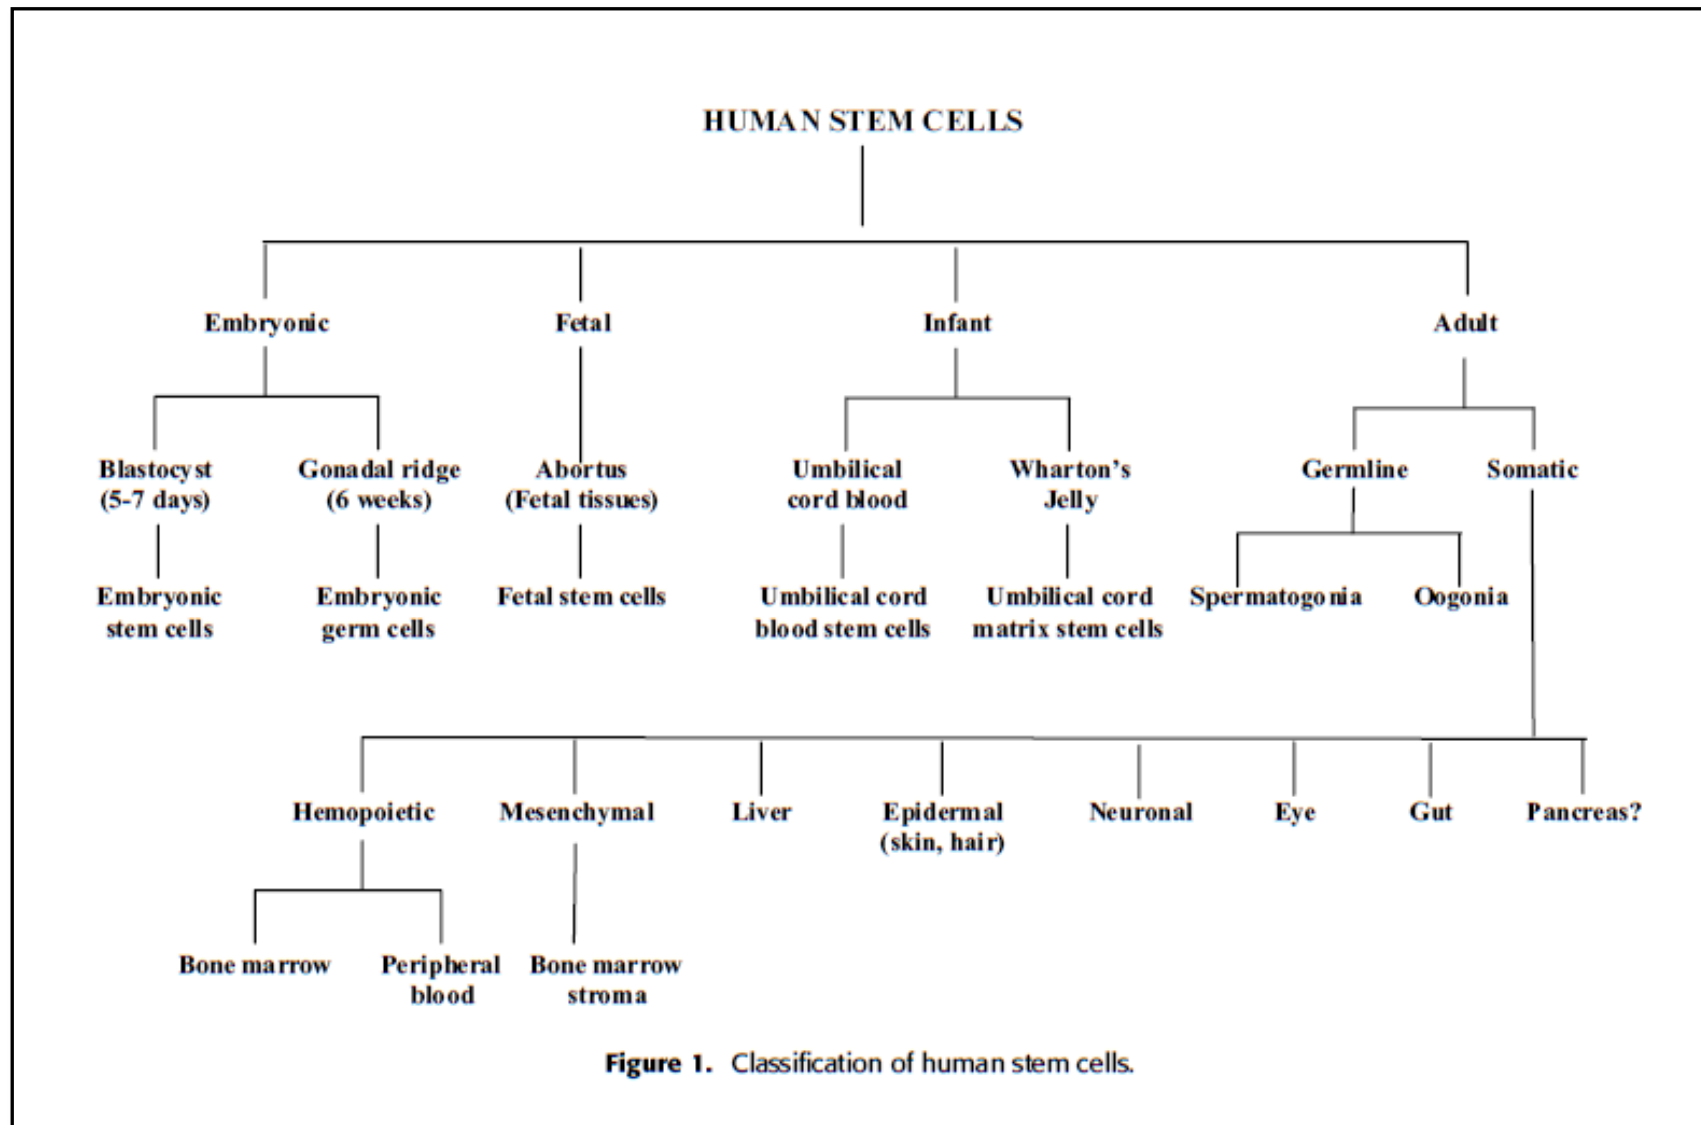 HUMAN STEM CELLS
Embryonic
Fetal
Infant
Adult
Blastocyst
(5-7 days)
Gonadal ridge
(6 weeks)
Abortus
(Fetal tissues)
Umbilical
cord blood
Wharton’s
Jelly
Germline
Somatic
Embryonic
stem cells
Embryonic
germ cells
Fetal stem cells
Umbilical cord
blood stem cells
Umbilical cord
matrix stem cells
Spermatogonia
Oogonia
Hemopoietic
Mesenchymal
Liver
Epidermal
(skin, hair)
Neuronal
Eye
Gut
Pancreas?
Bone marrow
Peripheral
blood
Bone marrow
stroma
Figure 1. Classification of human stem cells.